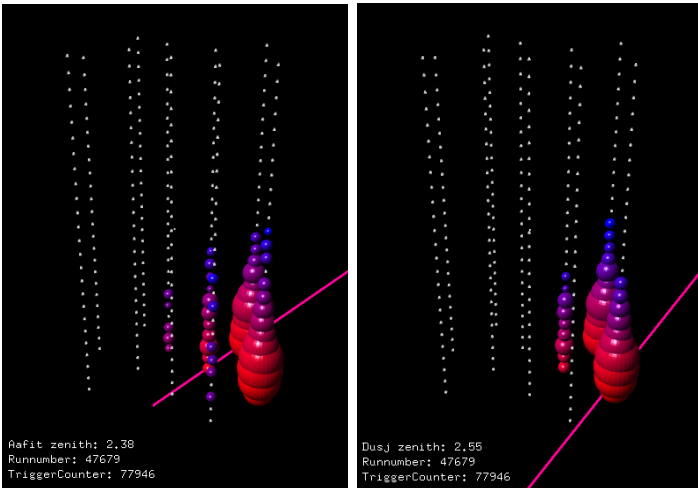 Aafit zenith: 2.38
Runnumber: 47679
TriggerCounter: 77946
Dusj zenith: 2.55
Runnumber: 47679
TriggerCounter: 77946